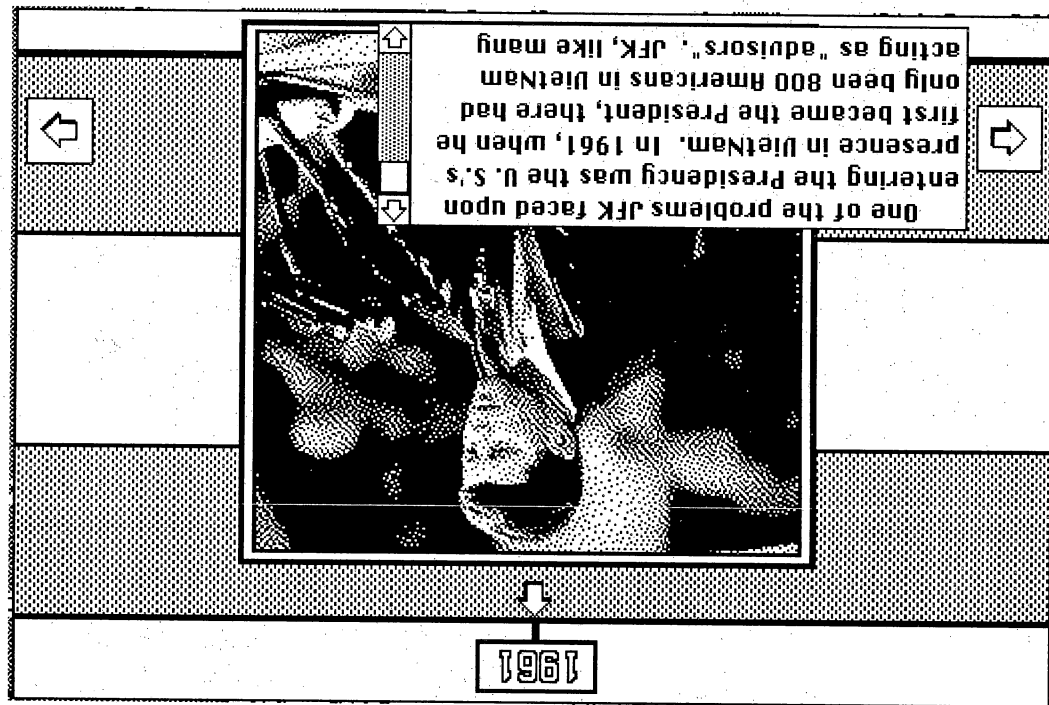 1961
One of the problems JFK faced upon
entering the Presidency was the U.S.'s
presence in VietNam. In 1961, when he
first became the President, there had
only been 800 Americans in VietNam
acting as "advisors". JFK, like many